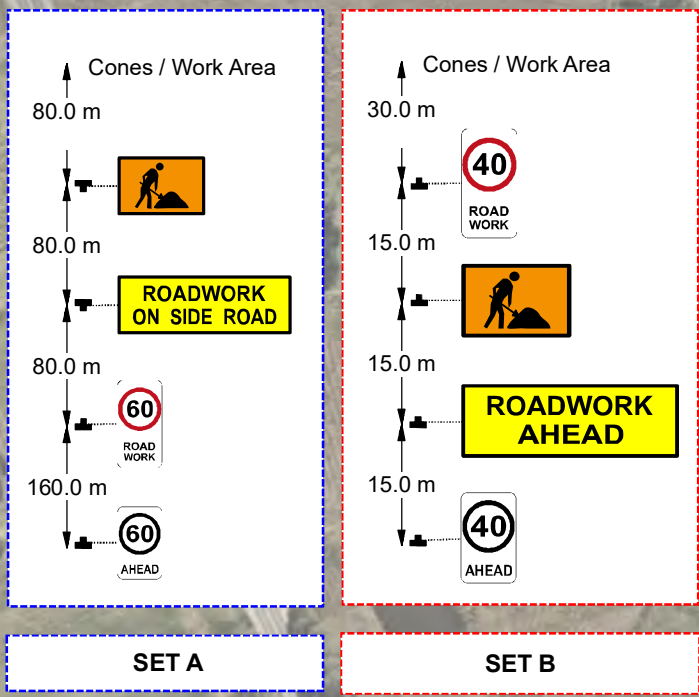 Cones / Work Area
80.0 m
80.0 m
ROADWORK
ON SIDE ROAD
80.0 m
60
ROAD
WORK
160.0 m
60
AHEAD
SET A
Cones / Work Area
30.0 m
40
ROAD
WORK
15.0 m
15.0 m
ROADWORK
AHEAD
15.0 m
40
AHEAD
SET B